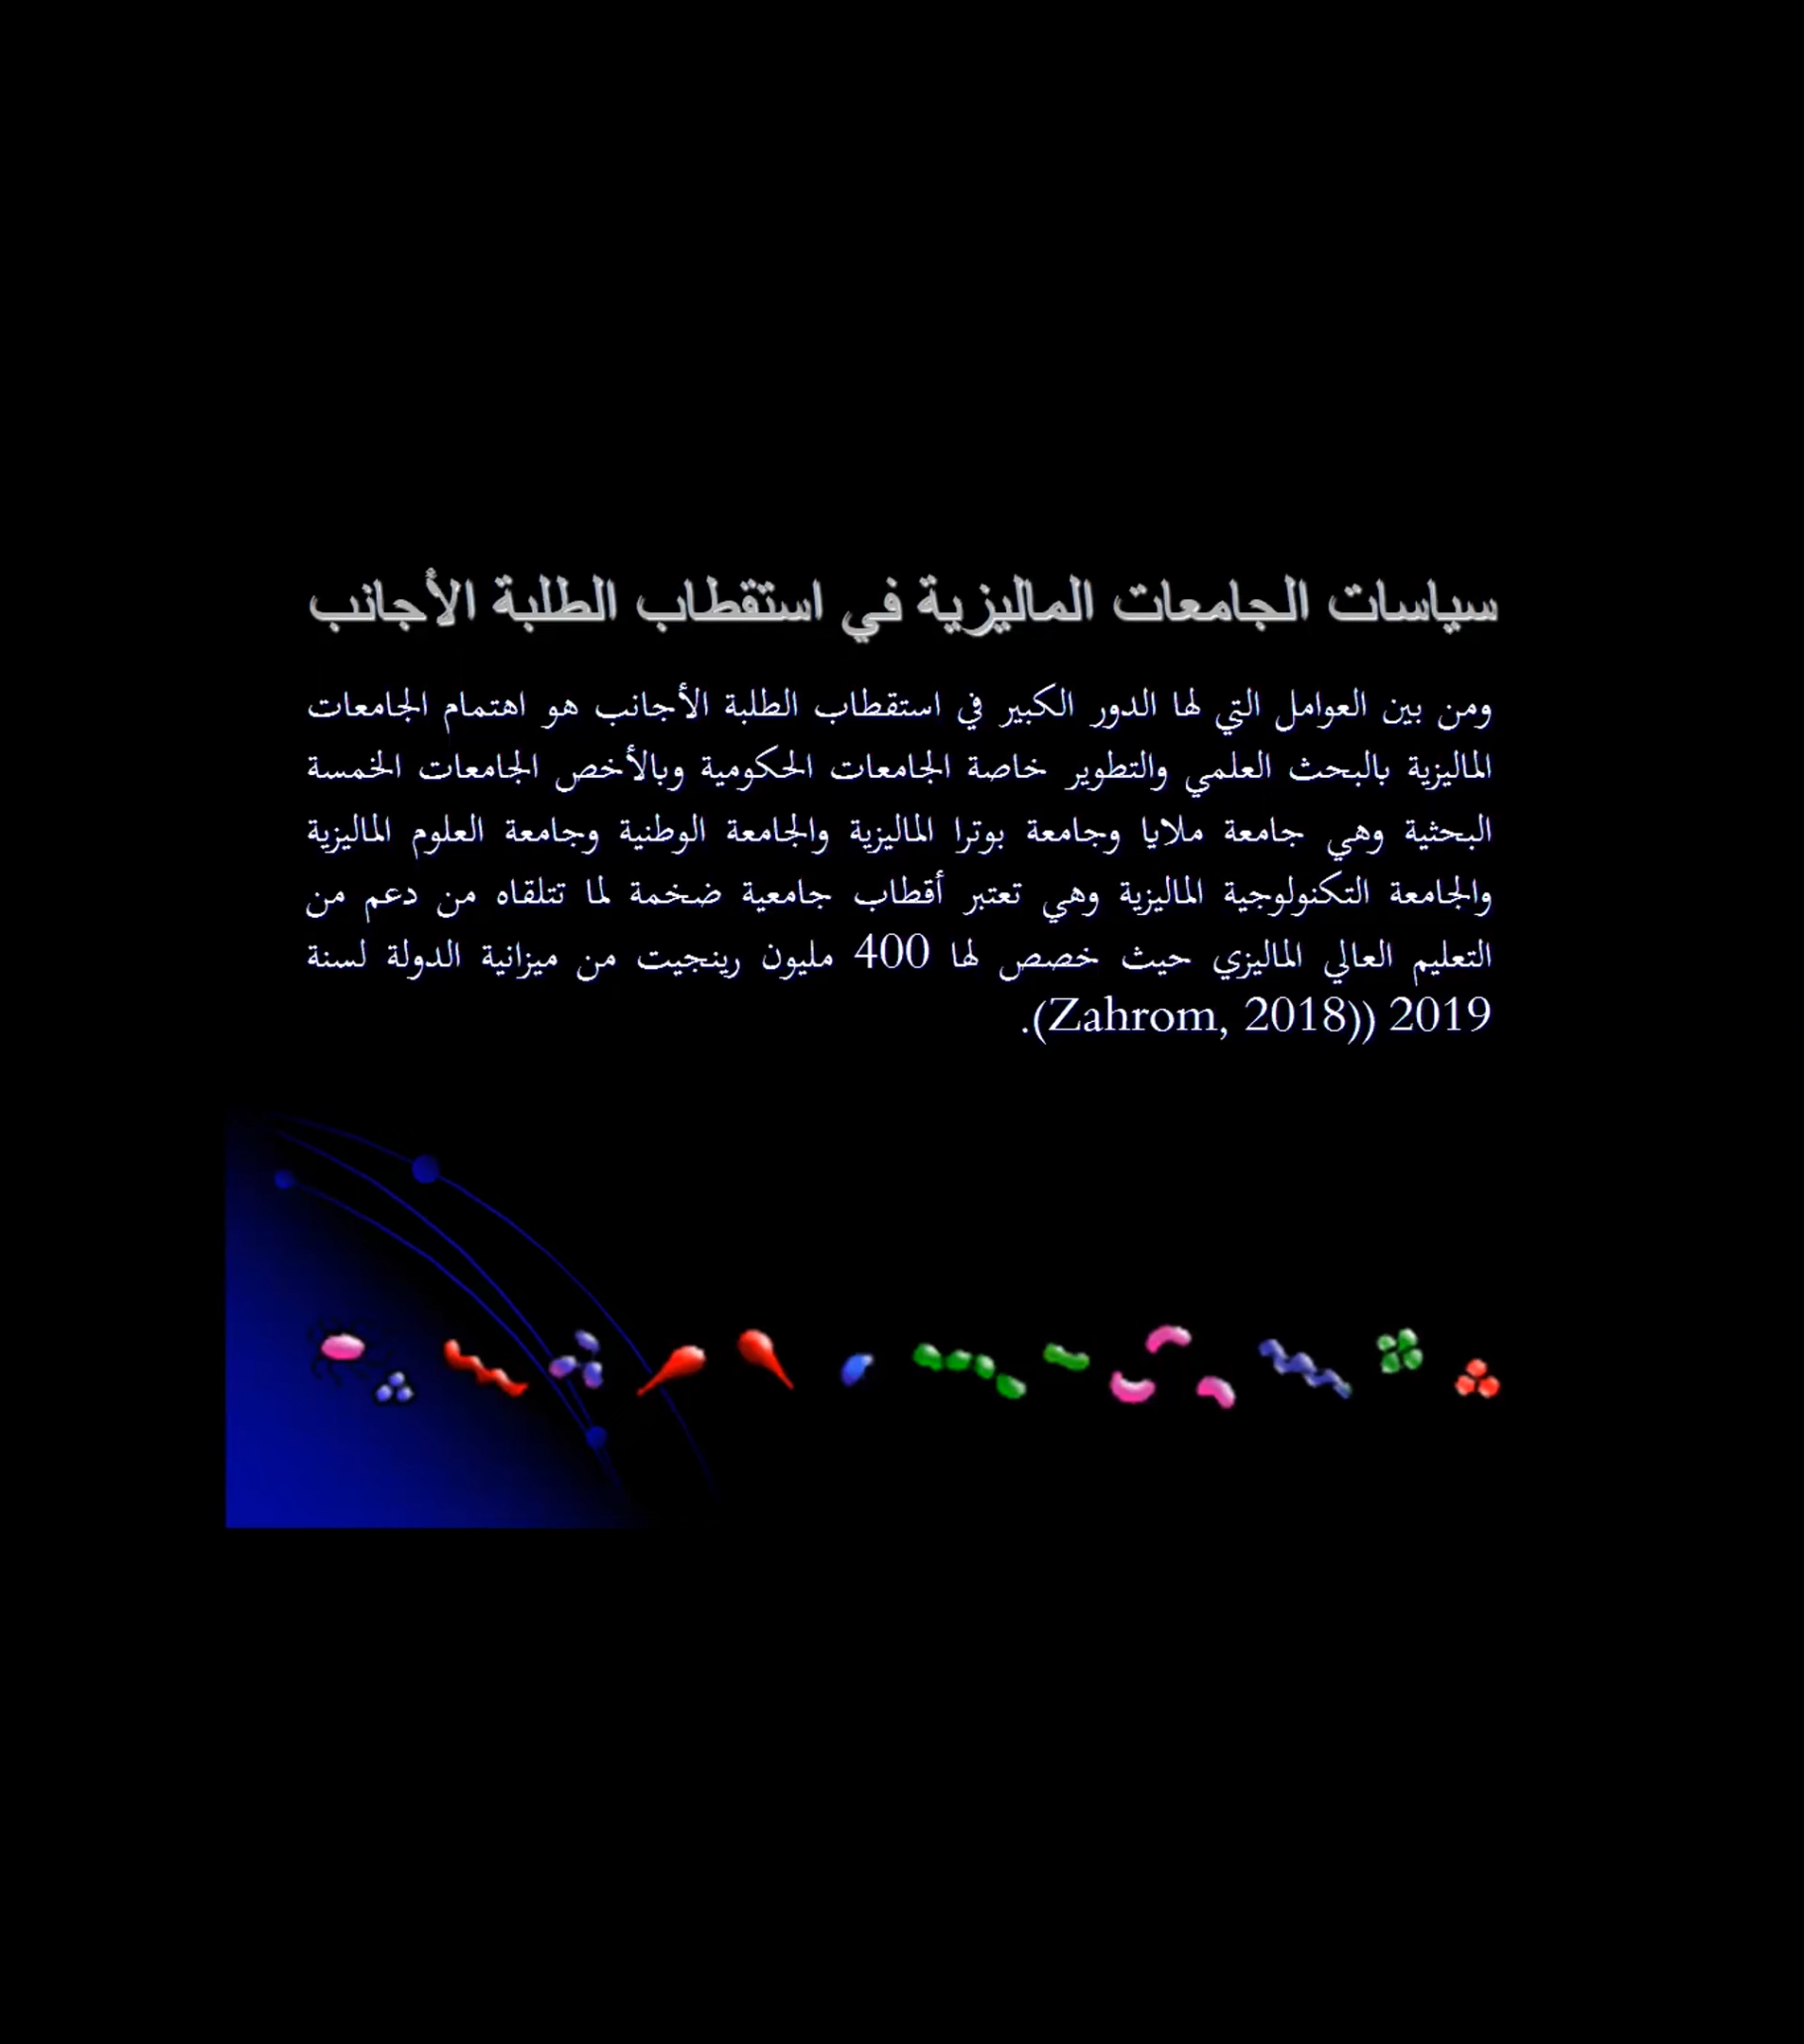 سياسات الجامعات الماليزية في استقطاب الطلبة الأجانب
ومن بين العوامل التي لها الدور الكبير في استقطاب الطلبة الأجانب هو اهتمام الجامعات
الماليزية بالبحث العلمي والتطوير خاصة الجامعات الحكومية وبالأخص الجامعات الخمسة
البحثية وهي جامعة ملايا وجامعة بوترا الماليزية والجامعة الوطنية وجامعة العلوم الماليزية
والجامعة التكنولوجية الماليزية وهي تعتبر أقطاب جامعية ضخمة لما تتلقاه من دعم من
التعليم العالي الماليزي حيث خصص لها 400 مليون رينجيت من ميزانية الدولة لسنة
2019 ((Zahrom, 2018).